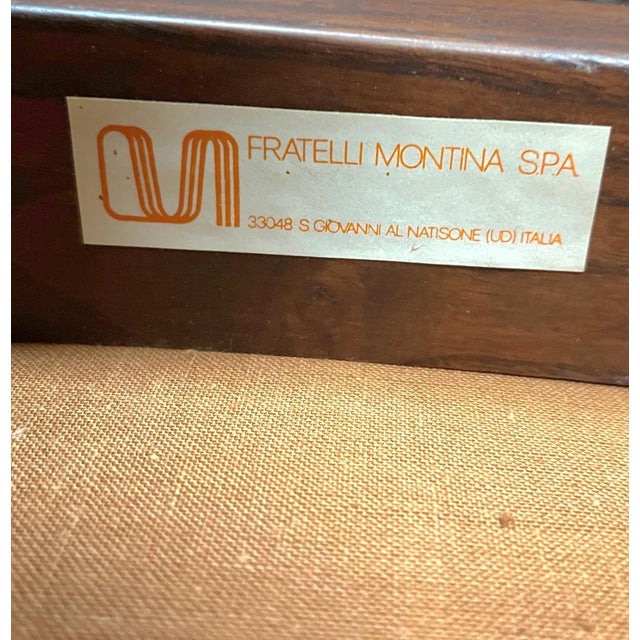 FRATELLI MONTINA S.P.A
33048 S GIOVANNI AL NATISONE (UD) ITALIA